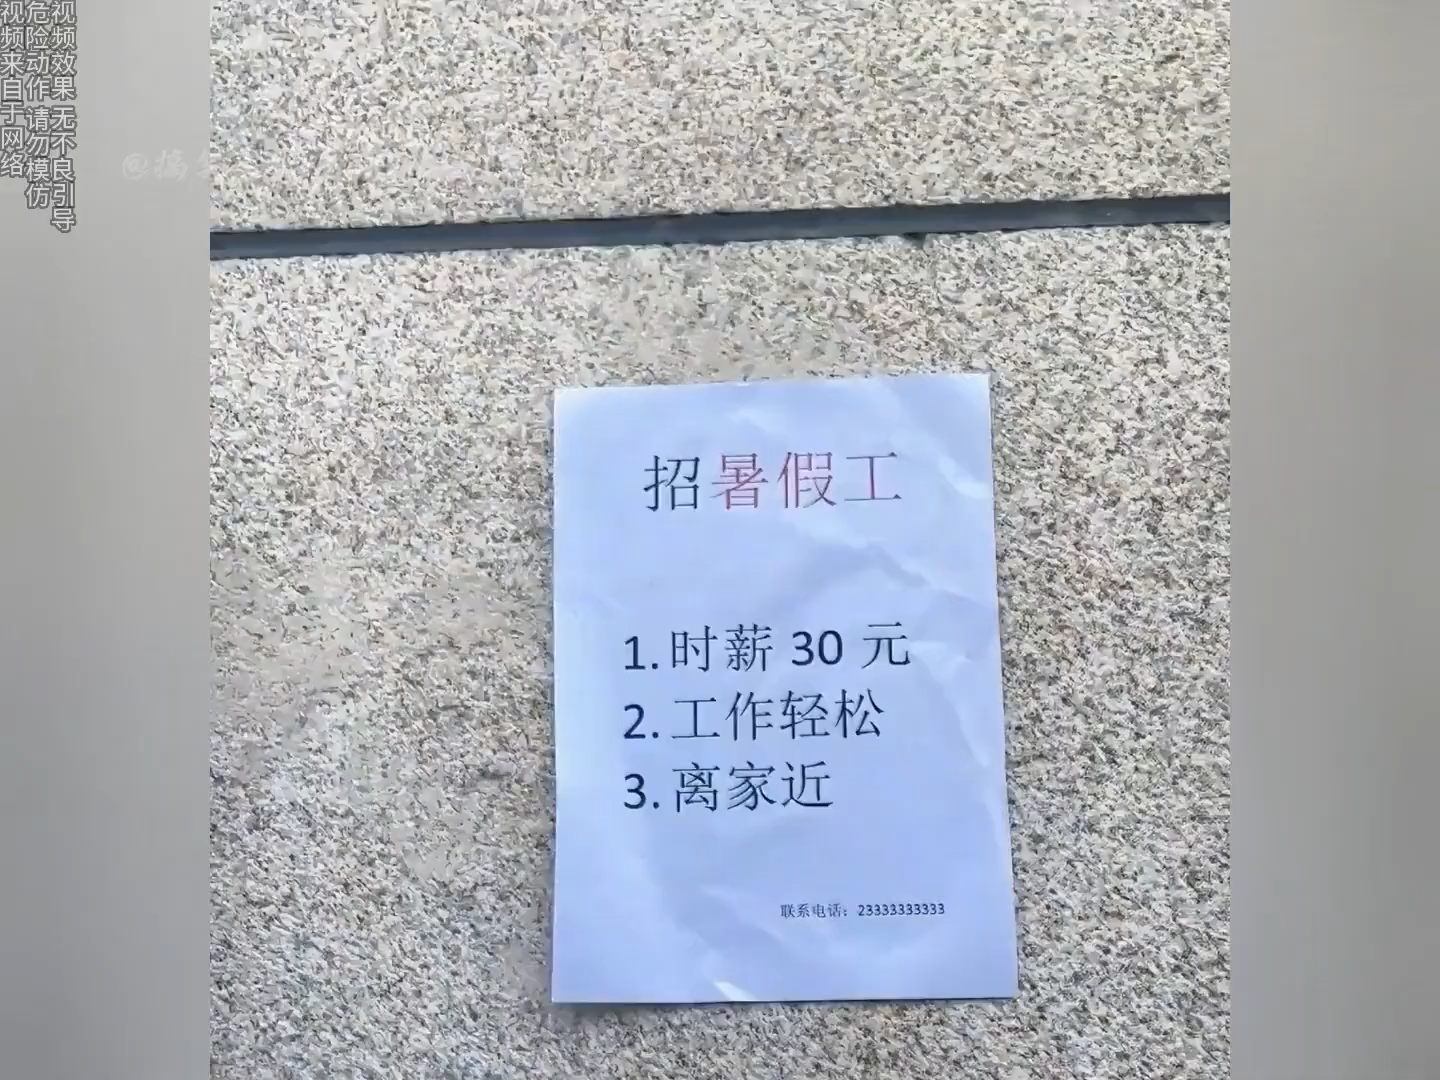 视频效果 无不良引导
危险动作 请勿模仿
视频来自于网络
@搞
招暑假工
1. 时薪 30 元
2. 工作轻松
3. 离家近
联系电话：23333333333